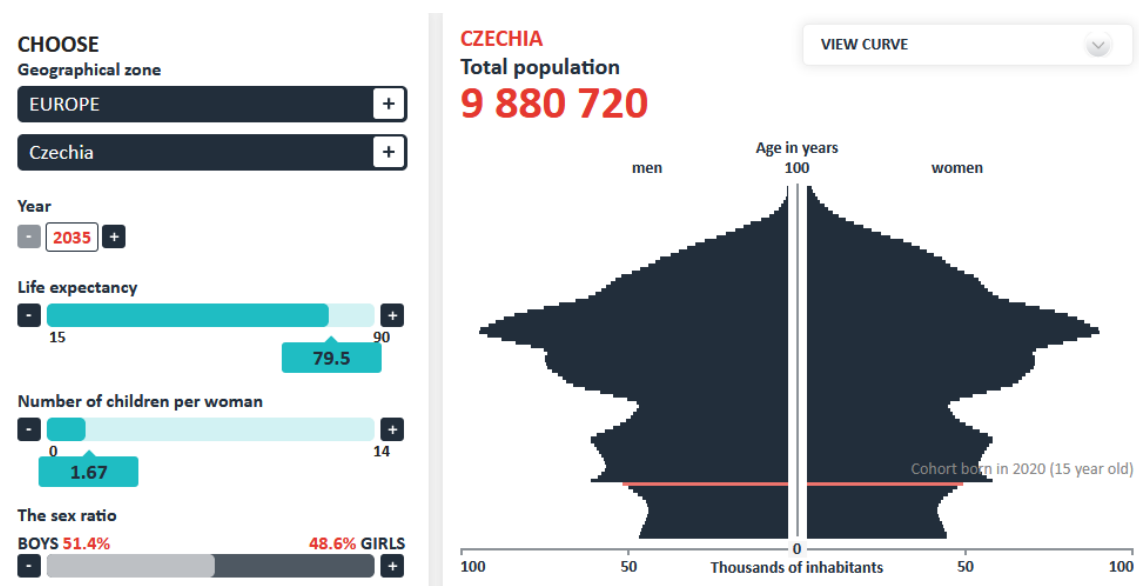 CHOOSE
Geographical zone
EUROPE +
Czechia +
Year
- 2035 +
Life expectancy
- +
15 90
79.5
Number of children per woman
- +
0 14
1.67
The sex ratio
BOYS 51.4% 48.6% GIRLS
- +
CZECHIA
Total population
9 880 720
VIEW CURVE
Age in years
men 100 women
Cohort born in 2020 (15 year old)
0
100 50 Thousands of inhabitants 50 100